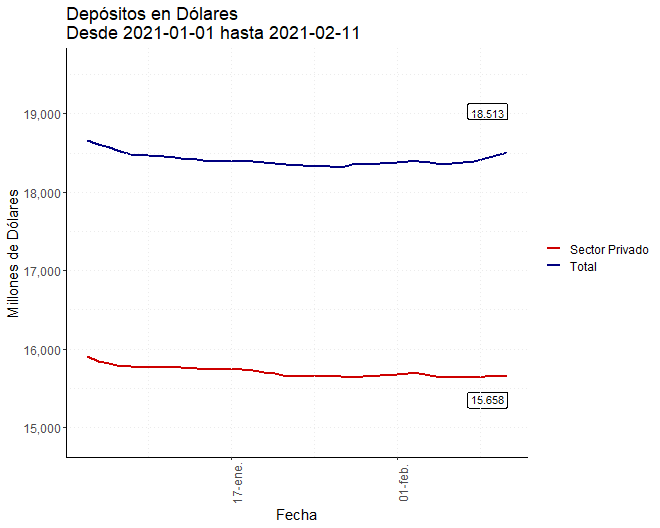 Depósitos en Dólares
Desde 2021-01-01 hasta 2021-02-11
Millones de Dólares
19,000
18,000
17,000
16,000
15,000
18.513
15.658
17-ene.
01-feb.
Fecha
Sector Privado
Total